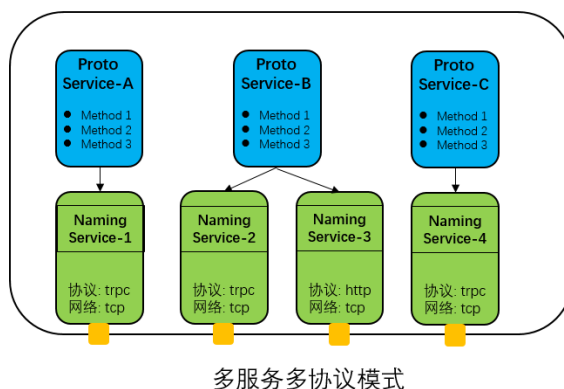 Proto
Service-A
● Method 1
● Method 2
● Method 3
Proto
Service-B
● Method 1
● Method 2
● Method 3
Proto
Service-C
● Method 1
● Method 2
● Method 3
Naming
Service-1
协议: trpc
网络: tcp
Naming
Service-2
协议: trpc
网络: tcp
Naming
Service-3
协议: http
网络: tcp
Naming
Service-4
协议: trpc
网络: tcp
多服务多协议模式